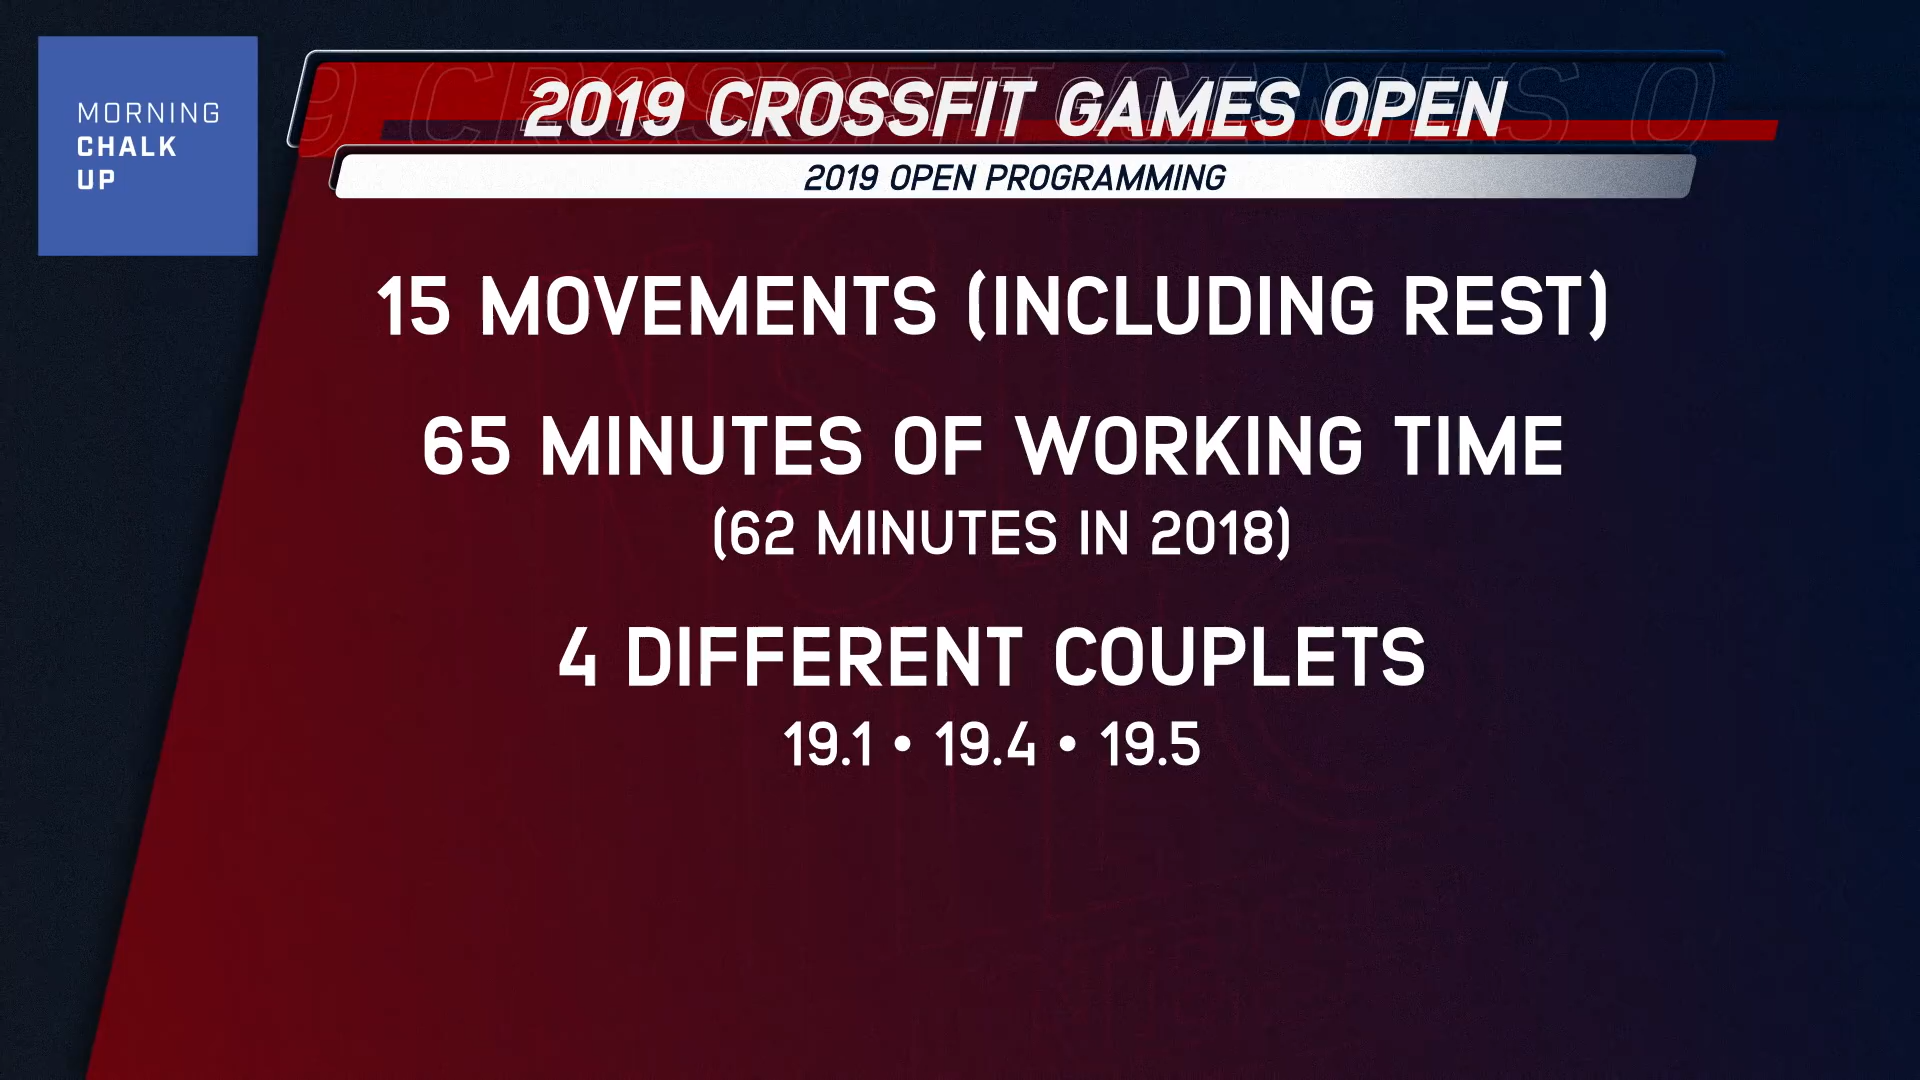 MORNING
CHALK
UP
2019 CROSSFIT GAMES OPEN
2019 OPEN PROGRAMMING
15 MOVEMENTS (INCLUDING REST)
65 MINUTES OF WORKING TIME
(62 MINUTES IN 2018)
4 DIFFERENT COUPLETS
19.1 • 19.4 • 19.5